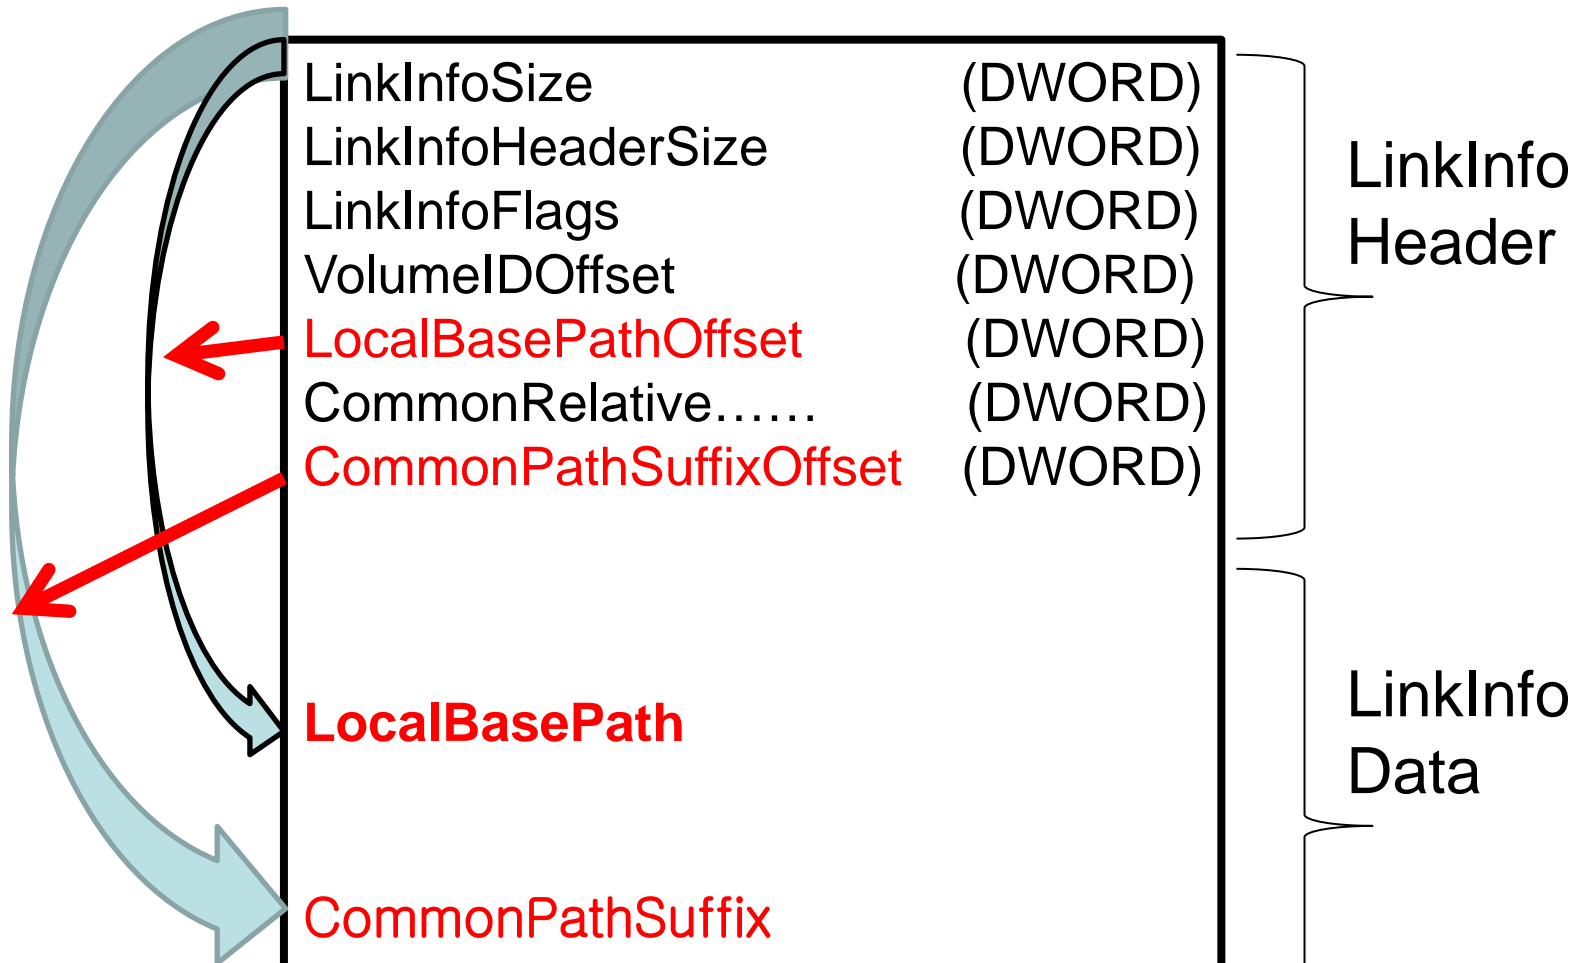 LinkInfoSize (DWORD)
LinkInfoHeaderSize (DWORD)
LinkInfoFlags (DWORD)
VolumeIDOffset (DWORD)
LocalBasePathOffset (DWORD)
CommonRelative…… (DWORD)
CommonPathSuffixOffset (DWORD)
LinkInfo
Header
LocalBasePath
CommonPathSuffix
LinkInfo
Data